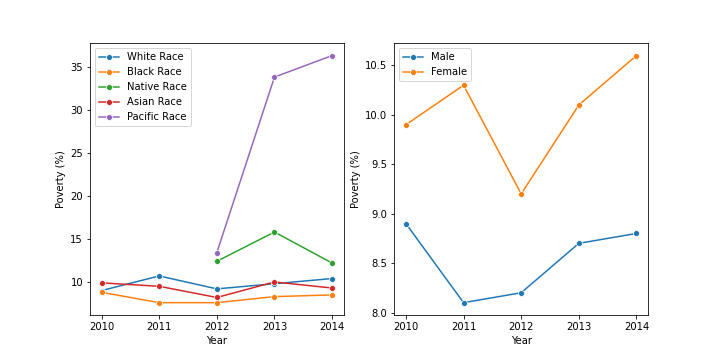 White Race
Black Race
Native Race
Asian Race
Pacific Race
35
30
25
20
15
10
Poverty (%)
2010 2011 2012 2013 2014
Year
Male
Female
10.5
10.0
9.5
9.0
8.5
8.0
Poverty (%)
2010 2011 2012 2013 2014
Year